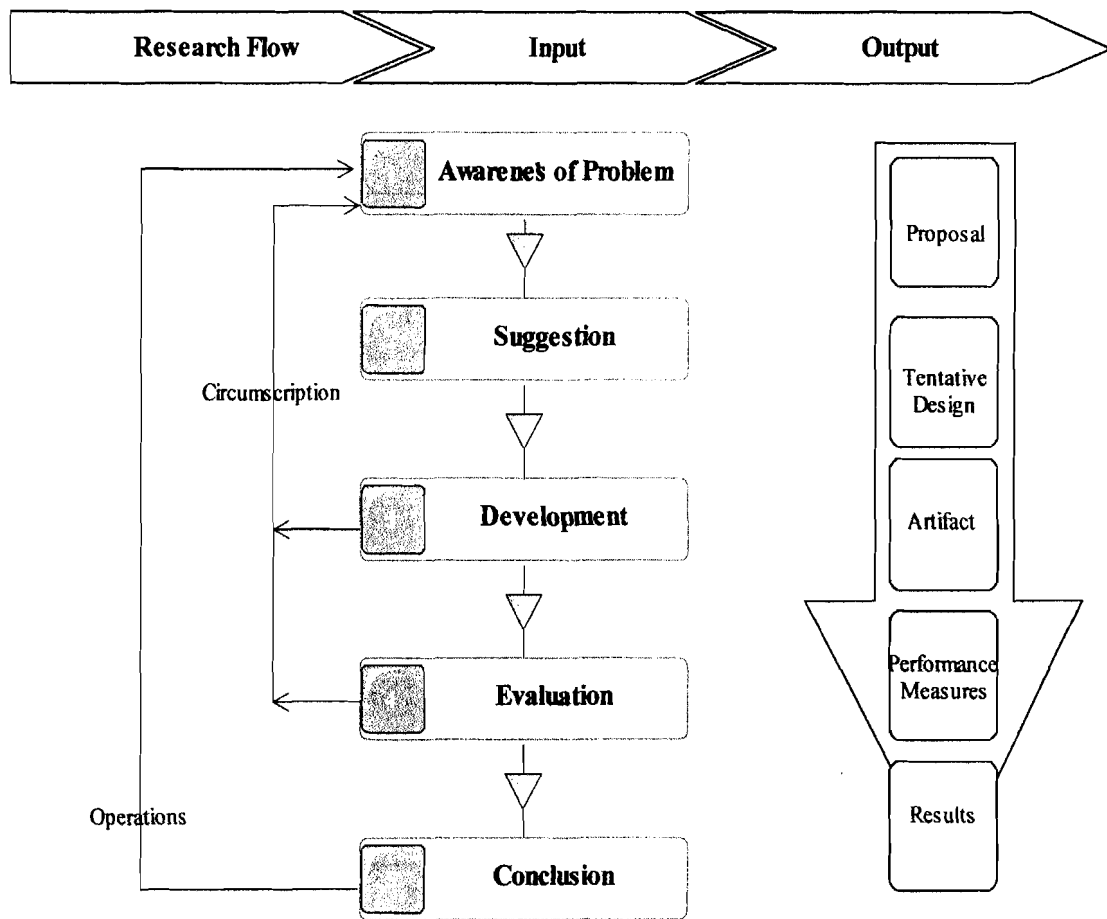 Research Flow
Input
Output
Awarenes of Problem
Proposal
Suggestion
Circumscription
Tentative
Design
Development
Artifact
Evaluation
Performance
Measures
Operations
Results
Conclusion